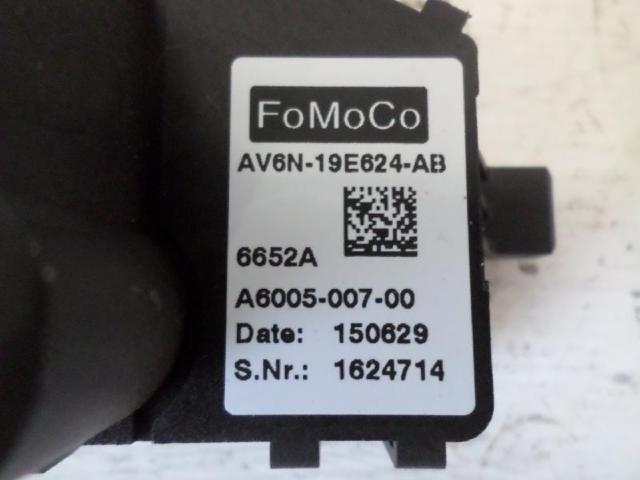 FoMoCo
AV6N-19E624-AB
6652A
A6005-007-00
Date: 150629
S.Nr.: 1624714